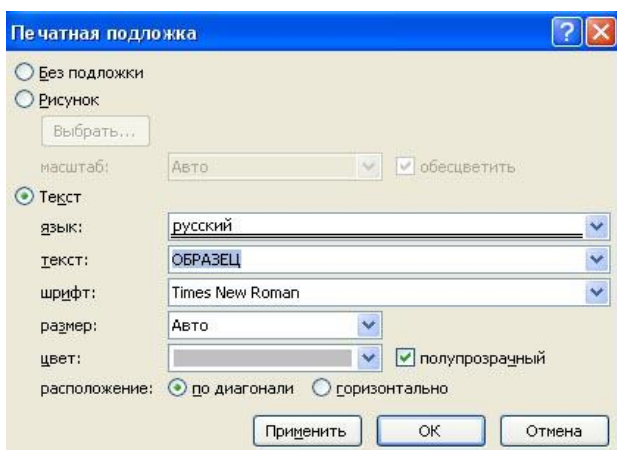 Печатная подложка
Без подложки
Рисунок
Выбрать...
масштаб: Авто обесцветить
Текст
язык: русский
текст: ОБРАЗЕЦ
шрифт: Times New Roman
размер: Авто
цвет: полупрозрачный
расположение: по диагонали горизонтально
Применить ОК Отмена